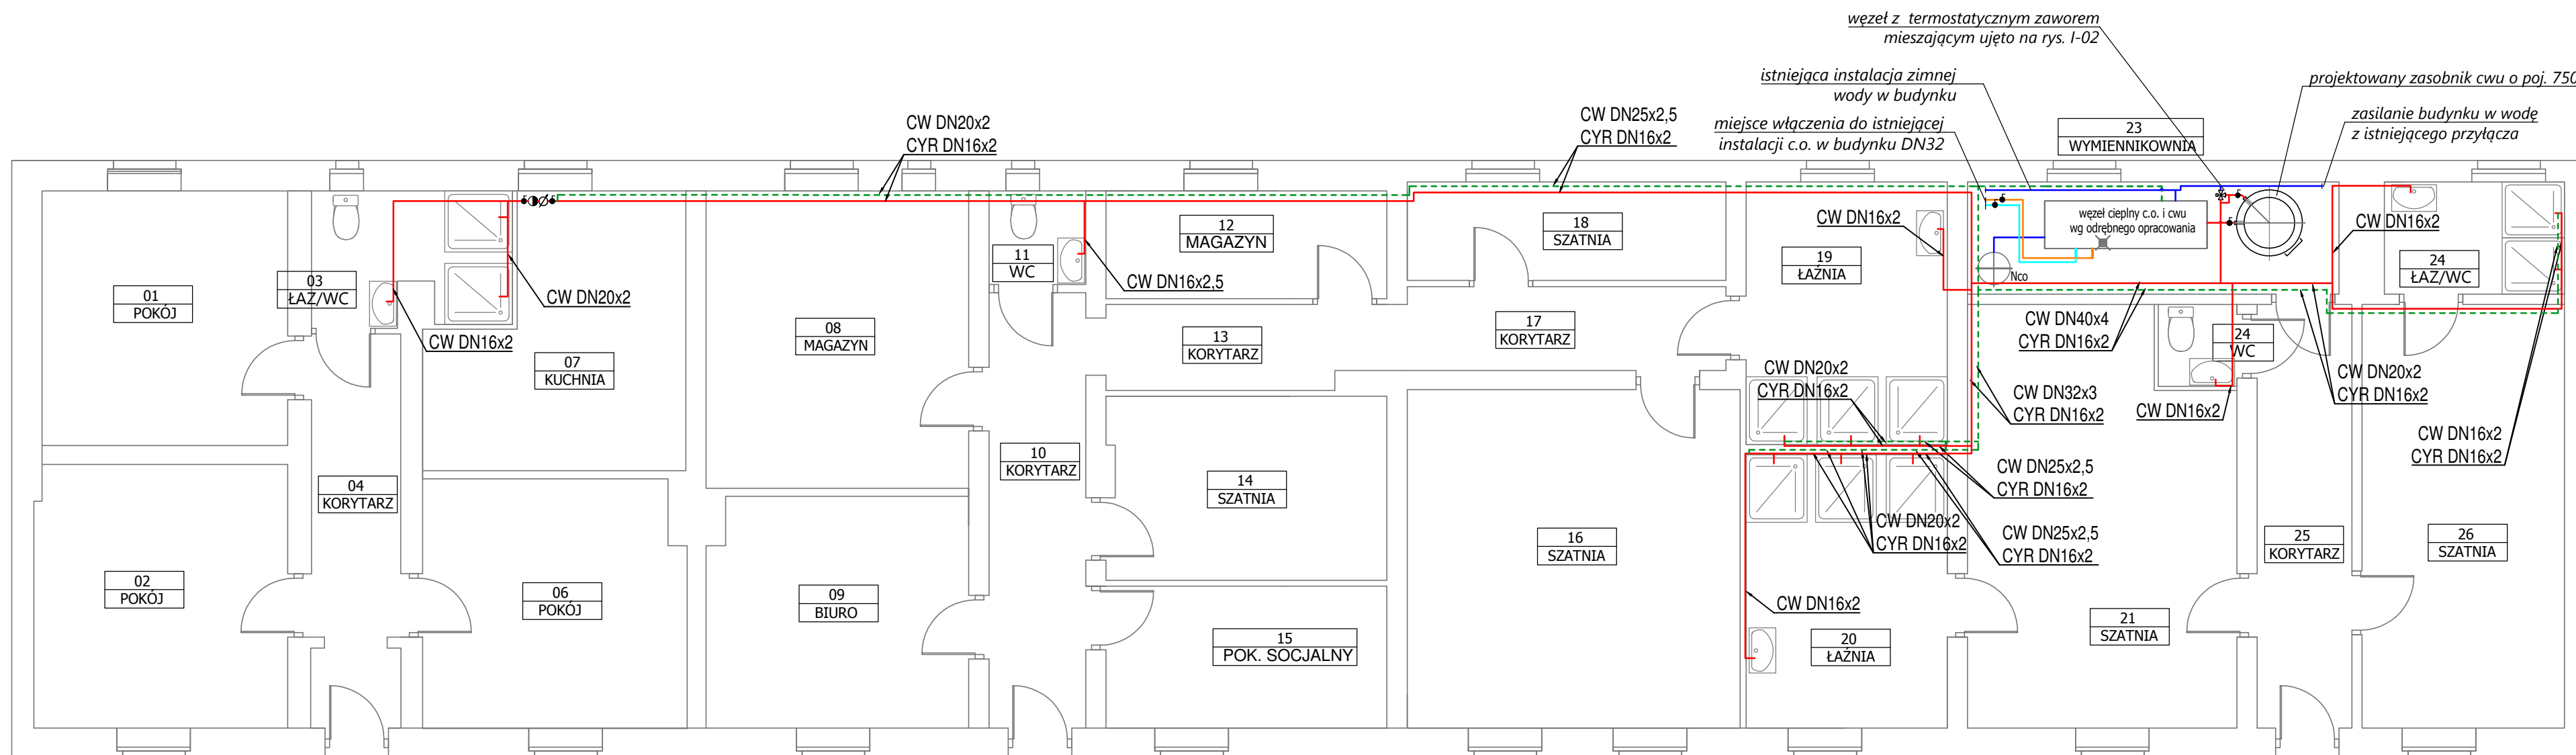 węzeł z termostatycznym zaworem
mieszającym ujęto na rys. I-02
istniejąca instalacja zimnej
wody w budynku
projektowany zasobnik cwu o poj. 750
zasilanie budynku w wodę
z istniejącego przyłącza
miejsce włączenia do istniejącej
instalacji c.o. w budynku DN32
CW DN20x2
CYR DN16x2
CW DN25x2,5
CYR DN16x2
23
WYMIENNIKOWNIA
węzeł cieplny c.o. i cwu
wg odrębnego opracowania
Nco
CW DN16x2
CW DN16x2
01
POKÓJ
03
ŁAZ/WC
CW DN20x2
CW DN16x2
07
KUCHNIA
08
MAGAZYN
11
WC
12
MAGAZYN
CW DN16x2,5
13
KORYTARZ
18
SZATNIA
17
KORYTARZ
19
ŁAŹNIA
24
ŁAZ/WC
CW DN40x4
CYR DN16x2
24
WC
CW DN20x2
CYR DN16x2
CW DN20x2
CYR DN16x2
CW DN32x3
CYR DN16x2
CW DN16x2
CW DN16x2
CYR DN16x2
04
KORYTARZ
10
KORYTARZ
14
SZATNIA
CW DN25x2,5
CYR DN16x2
CW DN20x2
CYR DN16x2
CW DN25x2,5
CYR DN16x2
16
SZATNIA
25
KORYTARZ
26
SZATNIA
02
POKÓJ
06
POKÓJ
09
BIURO
15
POK. SOCJALNY
CW DN16x2
20
ŁAŹNIA
21
SZATNIA